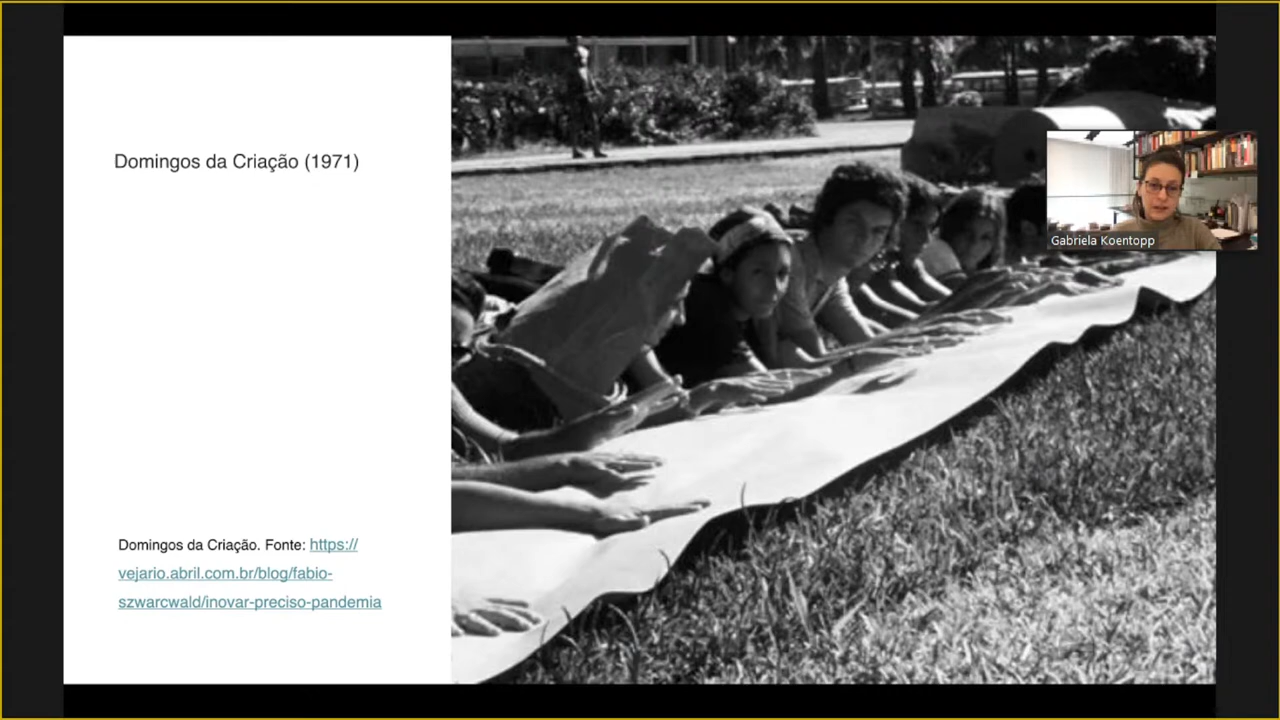 Domingos da Criação (1971)
Gabriela Koentopp
Domingos da Criação. Fonte: https://
vejario.abril.com.br/blog/fabio-
szwarcwald/inovar-preciso-pandemia